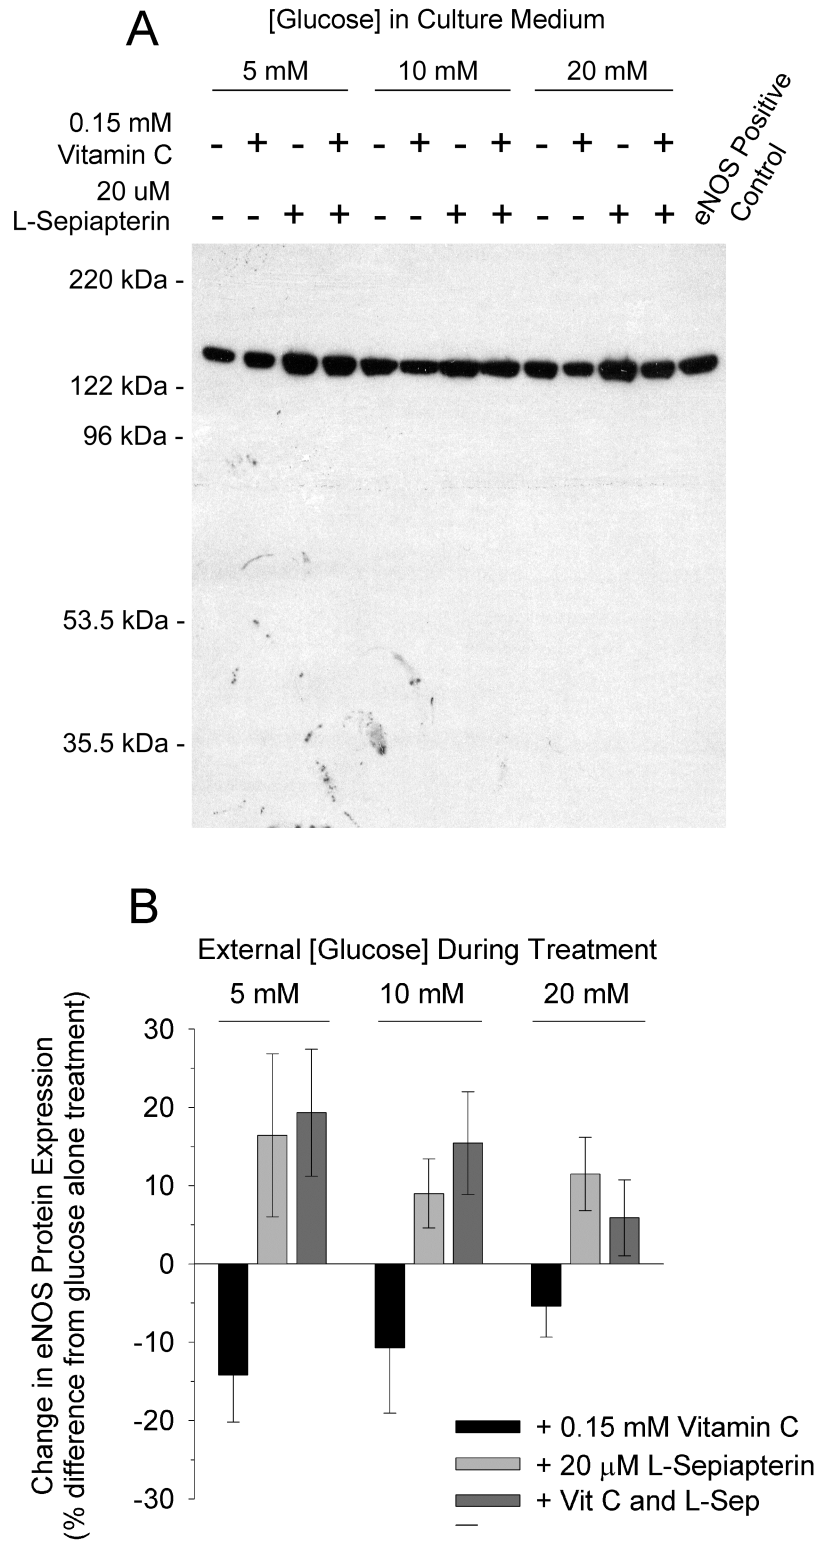 A
[Glucose] in Culture Medium
5 mM 10 mM 20 mM
0.15 mM
Vitamin C - + - + - + - + - + - +
20 uM
L-Sepiapterin - - + + - - + + - - + +
eNOS Positive
Control
220 kDa -
122 kDa -
96 kDa -
53.5 kDa -
35.5 kDa -
B
External [Glucose] During Treatment
5 mM 10 mM 20 mM
Change in eNOS Protein Expression
(% difference from glucose alone treatment)
30
20
10
0
-10
-20
-30
+ 0.15 mM Vitamin C
+ 20 μM L-Sepiapterin
+ Vit C and L-Sep